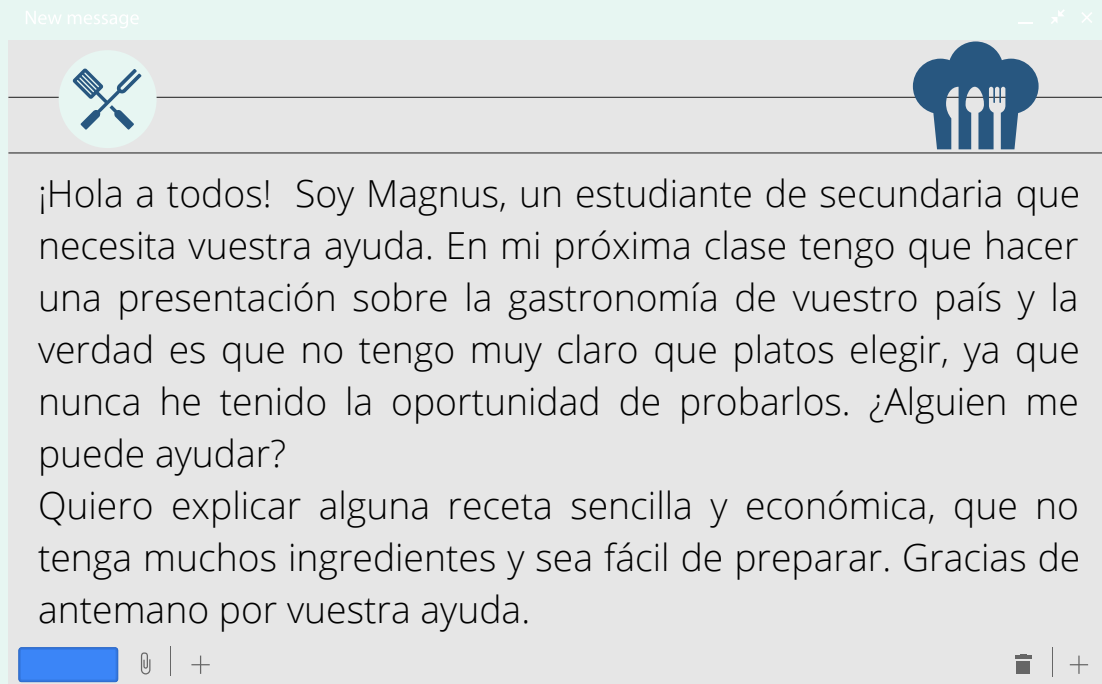 New message
¡Hola a todos! Soy Magnus, un estudiante de secundaria que
necesita vuestra ayuda. En mi próxima clase tengo que hacer
una presentación sobre la gastronomía de vuestro país y la
verdad es que no tengo muy claro que platos elegir, ya que
nunca he tenido la oportunidad de probarlos. ¿Alguien me
puede ayudar?
Quiero explicar alguna receta sencilla y económica, que no
tenga muchos ingredientes y sea fácil de preparar. Gracias de
antemano por vuestra ayuda.